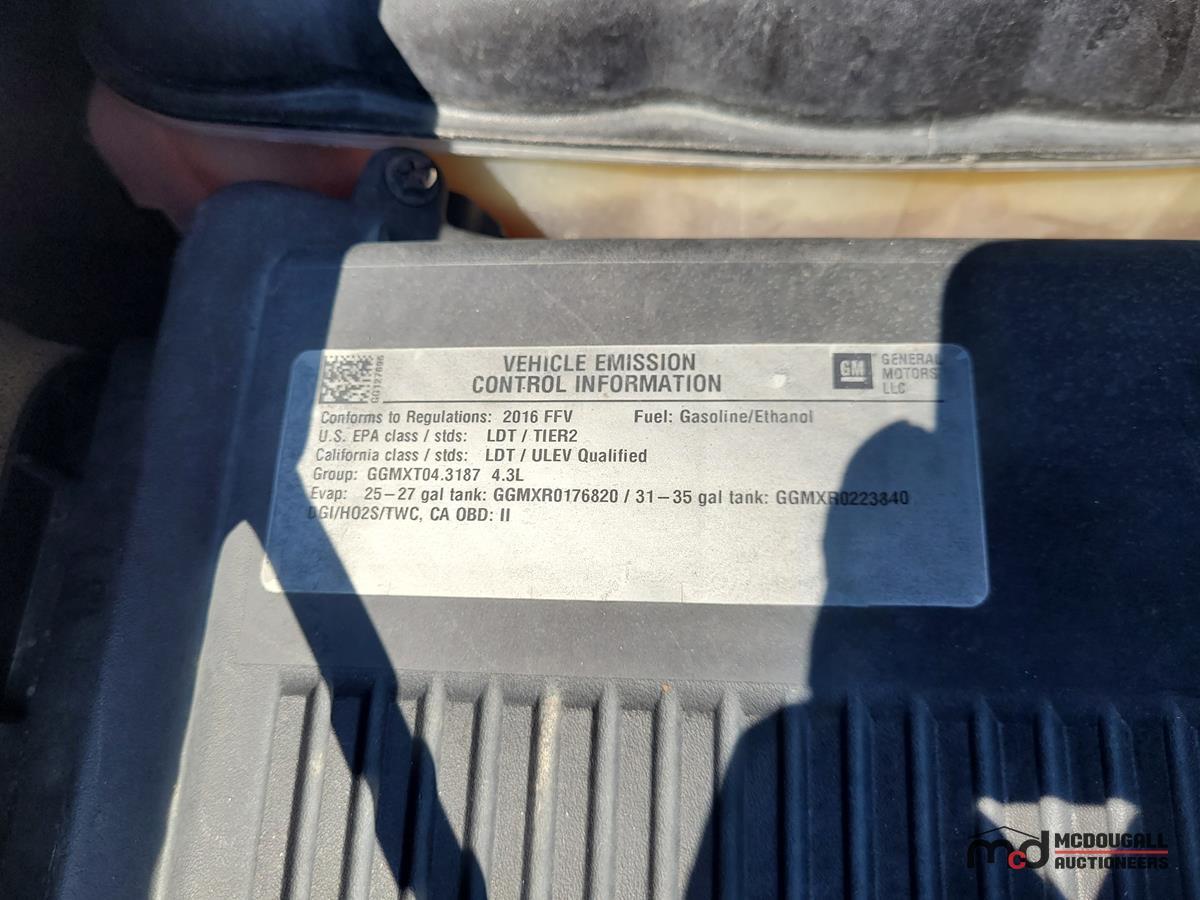 VEHICLE EMISSION
CONTROL INFORMATION
GM
GENERAL
MOTORS
LLC
Conforms to Regulations: 2016 FFV Fuel: Gasoline/Ethanol
U.S. EPA class / stds: LDT / TIER2
California class / stds: LDT / ULEV Qualified
Group: GGMXT04.3187 4.3L
Evap: 25-27 gal tank: GGMXR0176820 / 31-35 gal tank: GGMXR0223840
DGI/HO2S/TWC, CA OBD: II
mcd
MCDOUGALL
AUCTIONEERS